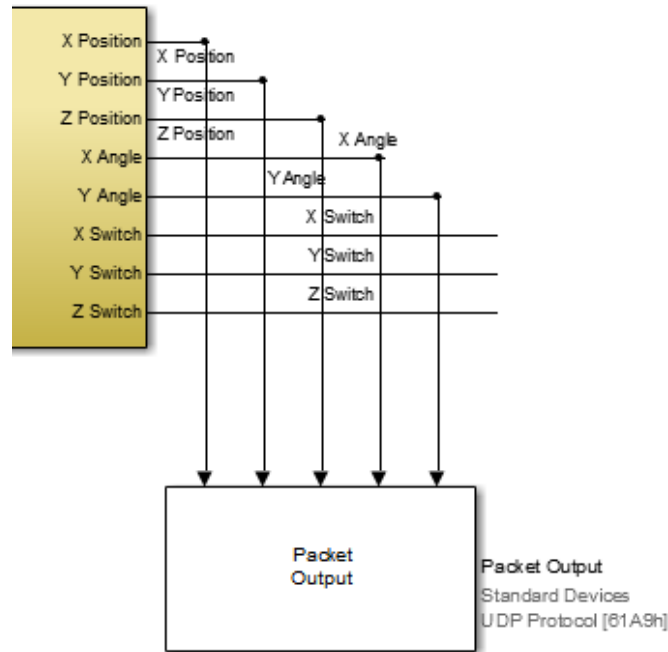 X Position
X Position
Y Position
Y Position
Z Position
Z Position
X Angle
X Angle
Y Angle
Y Angle
X Switch
X Switch
Y Switch
Y Switch
Z Switch
Z Switch
Packet
Output
Packet Output
Standard Devices
UDP Protocol [61A9h]